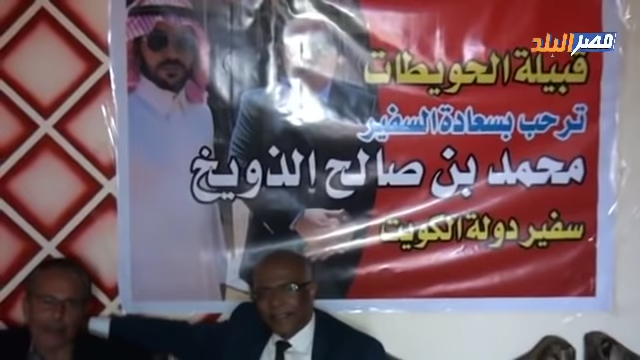 مصر البلد
قبيلة الحويطات
ترحب بسعادة السفير
محمد بن صالح الذويخ
سفير دولة الكويت